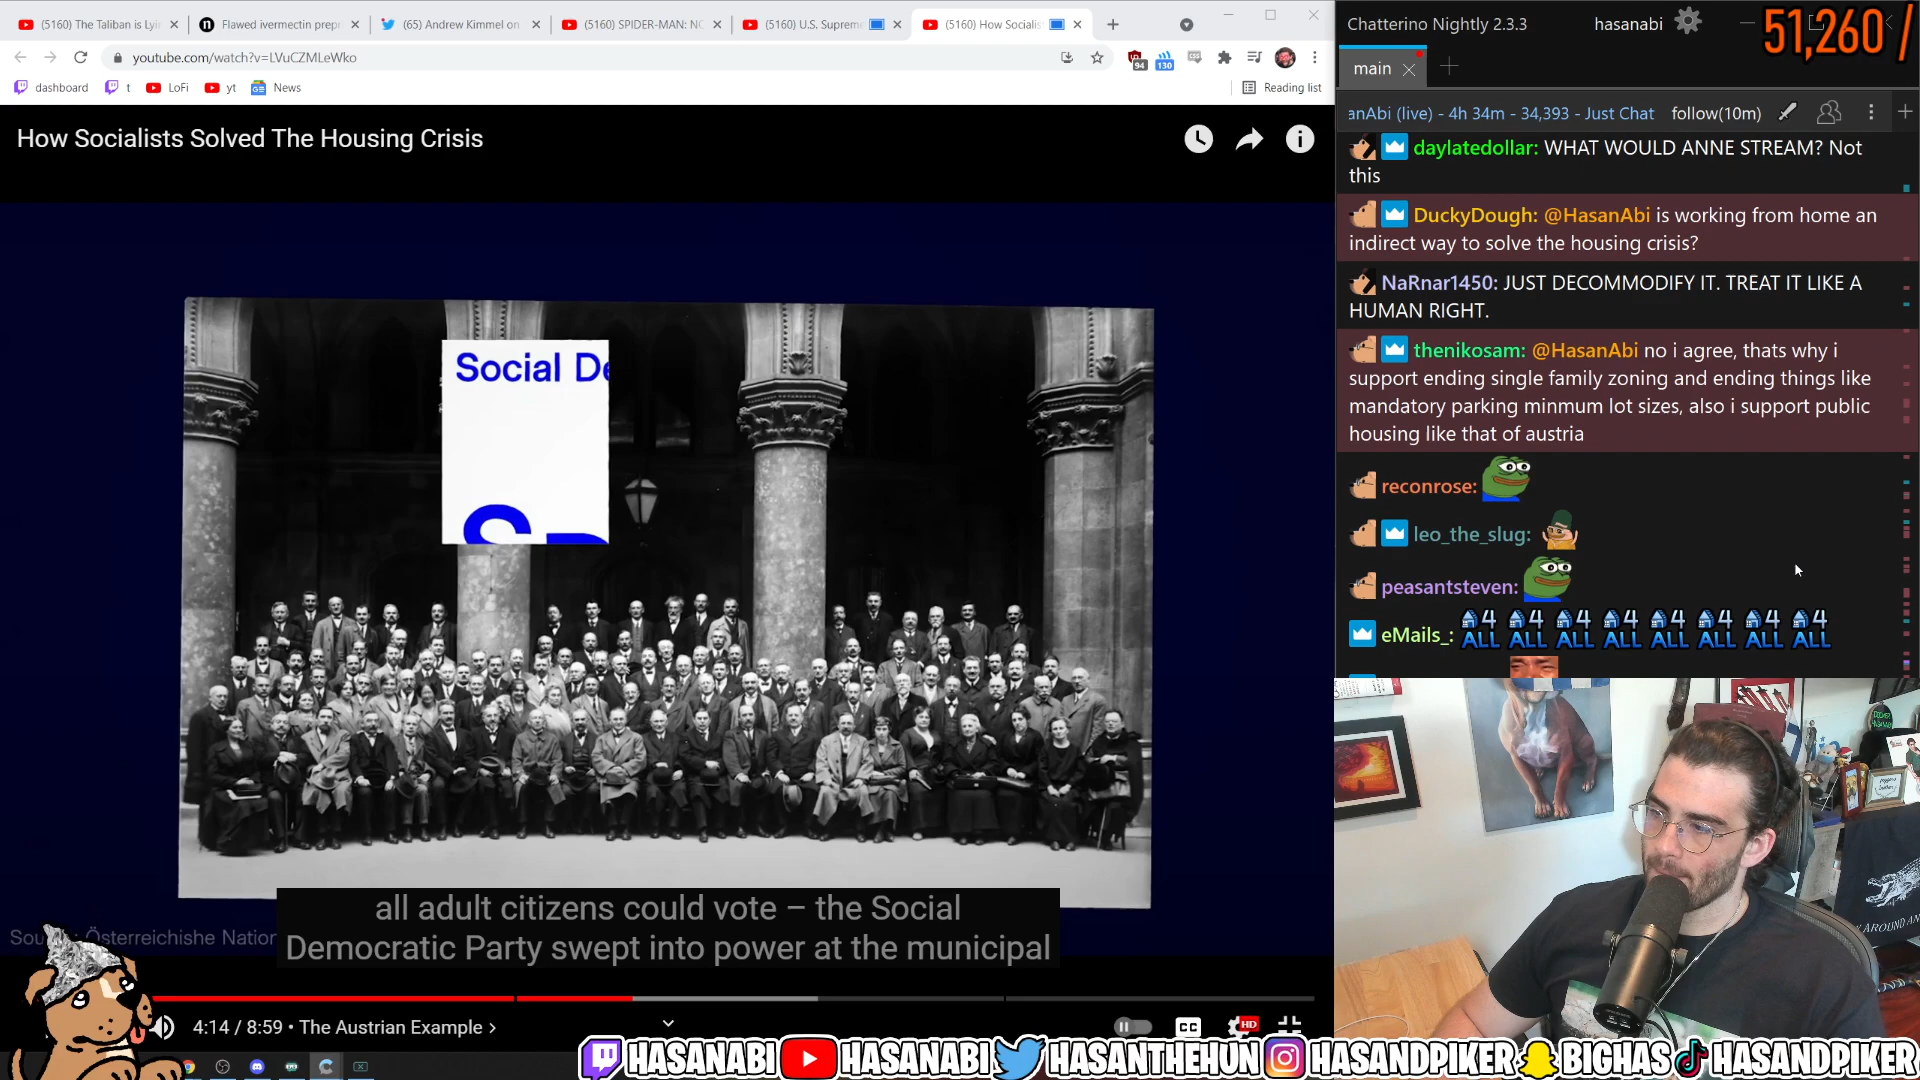 (5160) The Taliban is Lyin
Flawed ivermectin prepr
(65) Andrew Kimmel on
(5160) SPIDER-MAN: NO
(5160) U.S. Supreme
(5160) How Socialis
youtube.com/watch?v=LVuCZMLeWko
94
130
dashboard
t
LoFi
yt
News
Reading list
How Socialists Solved The Housing Crisis
Social De
all adult citizens could vote – the Social
Democratic Party swept into power at the municipal
4:14 / 8:59 • The Austrian Example
CC
HD
Chatterino Nightly 2.3.3
hasanabi
51,260 /
main
anAbi (live) - 4h 34m - 34,393 - Just Chat
follow(10m)
daylatedollar: WHAT WOULD ANNE STREAM? Not
this
DuckyDough: @HasanAbi is working from home an
indirect way to solve the housing crisis?
NaRnar1450: JUST DECOMMODIFY IT. TREAT IT LIKE A
HUMAN RIGHT.
thenikosam: @HasanAbi no i agree, thats why i
support ending single family zoning and ending things like
mandatory parking minmum lot sizes, also i support public
housing like that of austria
reconrose:
leo_the_slug:
peasantsteven:
eMails_: 4 ALL 4 ALL 4 ALL 4 ALL 4 ALL 4 ALL 4 ALL 4 ALL
HASANABI HASANABI HASANTHEHUN HASANDPIKER BIGHAS HASANDPIKER